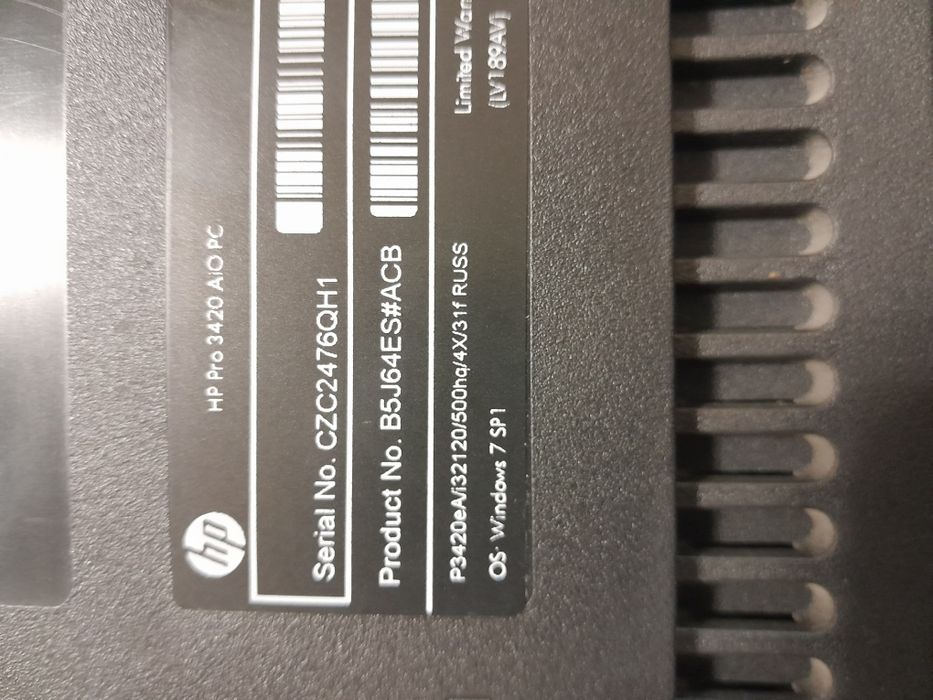 hp
HP Pro 3420 AiO PC
Serial No. CZC2476QH1
Product No. B5J64ES#ACB
P3420eA/i32120/500hq/4X/31f RUSS
Limited
OS: Windows 7 SP1
(LV189AV)